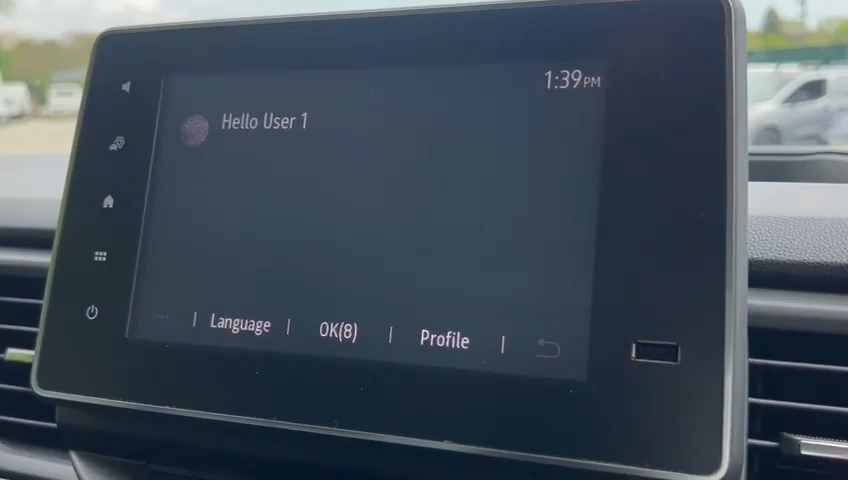 1:39PM
Hello User 1
Language | OK(8) | Profile |